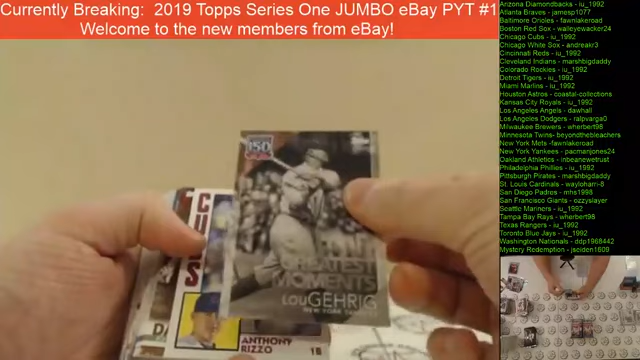 Currently Breaking: 2019 Topps Series One JUMBO eBay PYT #1
Welcome to the new members from eBay!
150
GREATEST
MOMENTS
LOU GEHRIG
NEW YORK
CUBS
ANTHONY
RIZZO
1B
Arizona Diamondbacks - iu_1992
Atlanta Braves - jamesp1077
Baltimore Orioles - fawnlakeroad
Boston Red Sox - walleyewacker24
Chicago Cubs - iu_1992
Chicago White Sox - andreakr3
Cincinnati Reds - iu_1992
Cleveland Indians - marshbigdaddy
Colorado Rockies - iu_1992
Detroit Tigers - iu_1992
Miami Marlins - iu_1992
Houston Astros - coastal-collections
Kansas City Royals - iu_1992
Los Angeles Angels - dawhall
Los Angeles Dodgers - ralpvarga0
Milwaukee Brewers - wherbert98
Minnesota Twins- beyondthebleachers
New York Mets -fawnlakeroad
New York Yankees - pacmanjones24
Oakland Athletics - inbeanewetrust
Philadelphia Phillies - iu_1992
Pittsburgh Pirates - marshbigdaddy
St. Louis Cardinals - wayloharri-8
San Diego Padres - mhs1998
San Francisco Giants - ozzyslayer
Seattle Mariners - iu_1992
Tampa Bay Rays - wherbert98
Texas Rangers - iu_1992
Toronto Blue Jays - iu_1992
Washington Nationals - ddp1968442
Mystery Redemption - jseiden1609